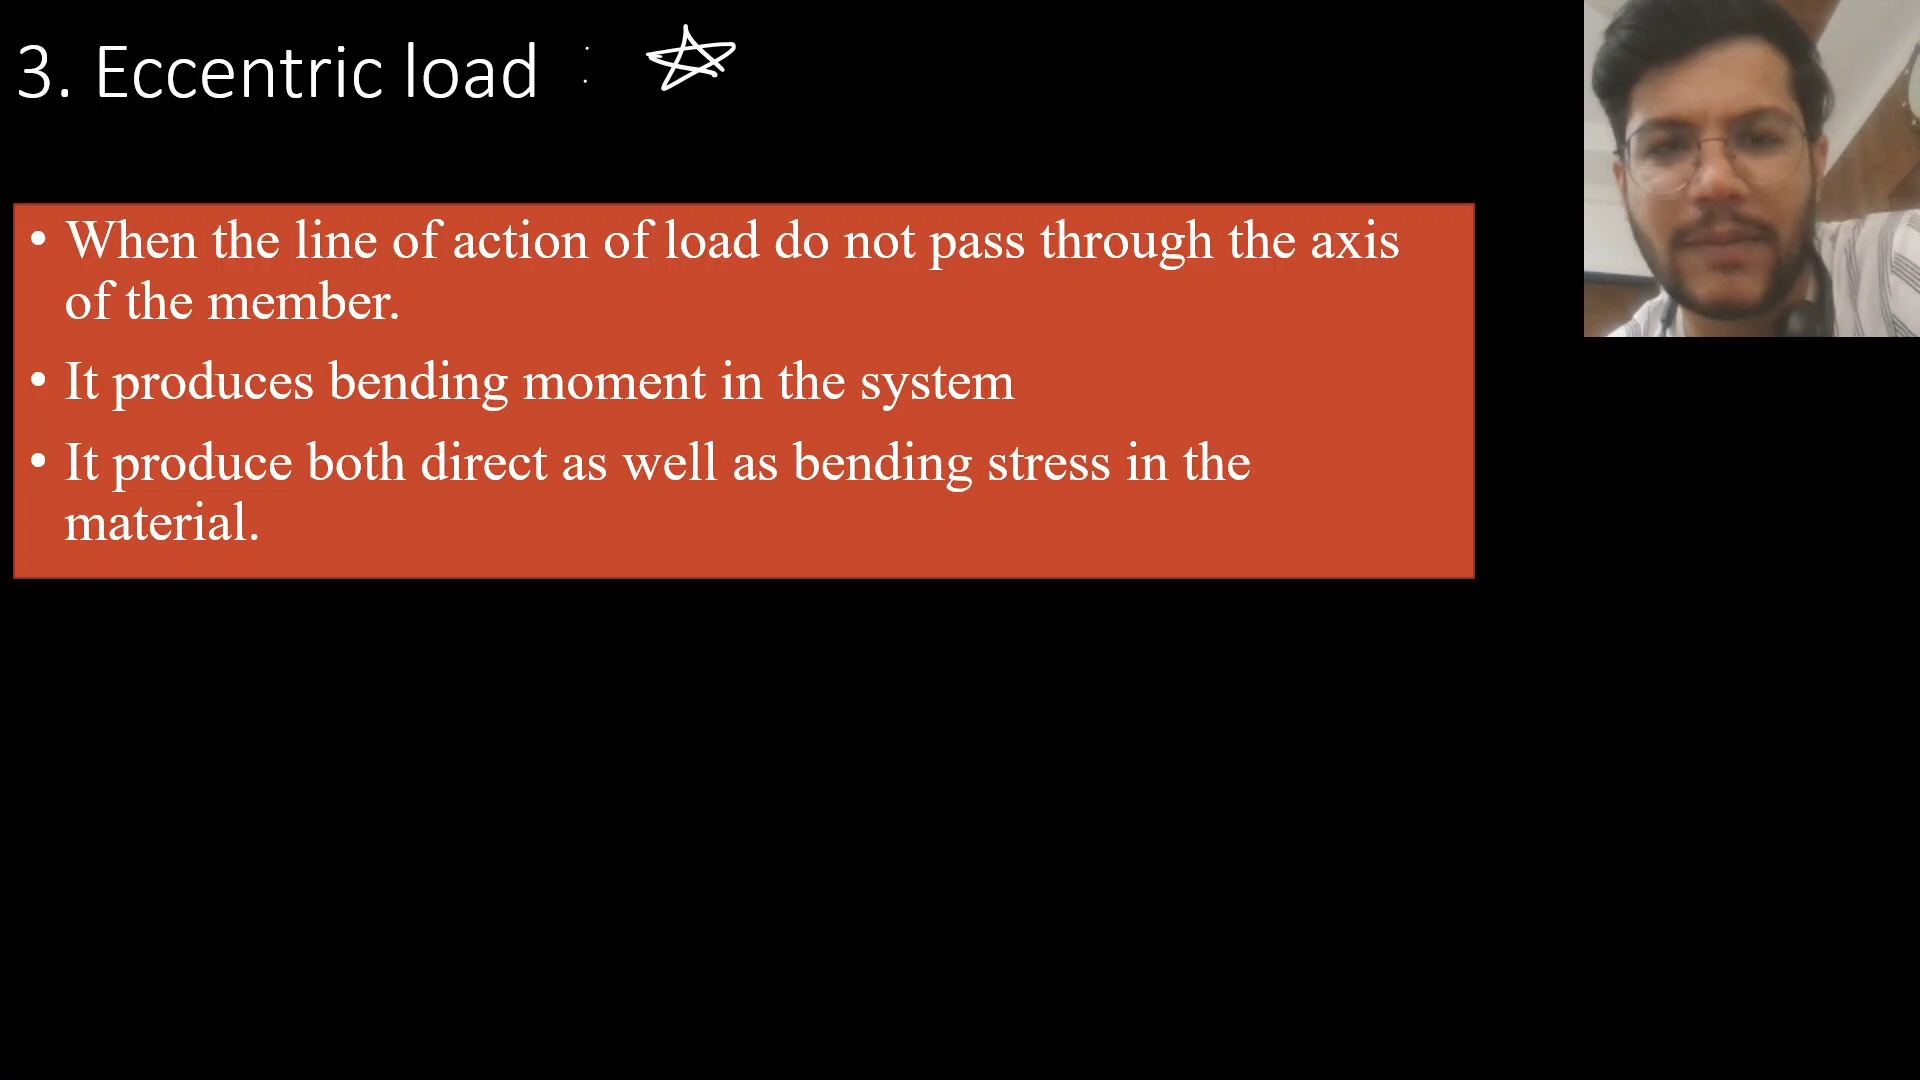 3. Eccentric load :
• When the line of action of load do not pass through the axis
of the member.
• It produces bending moment in the system
• It produce both direct as well as bending stress in the
material.